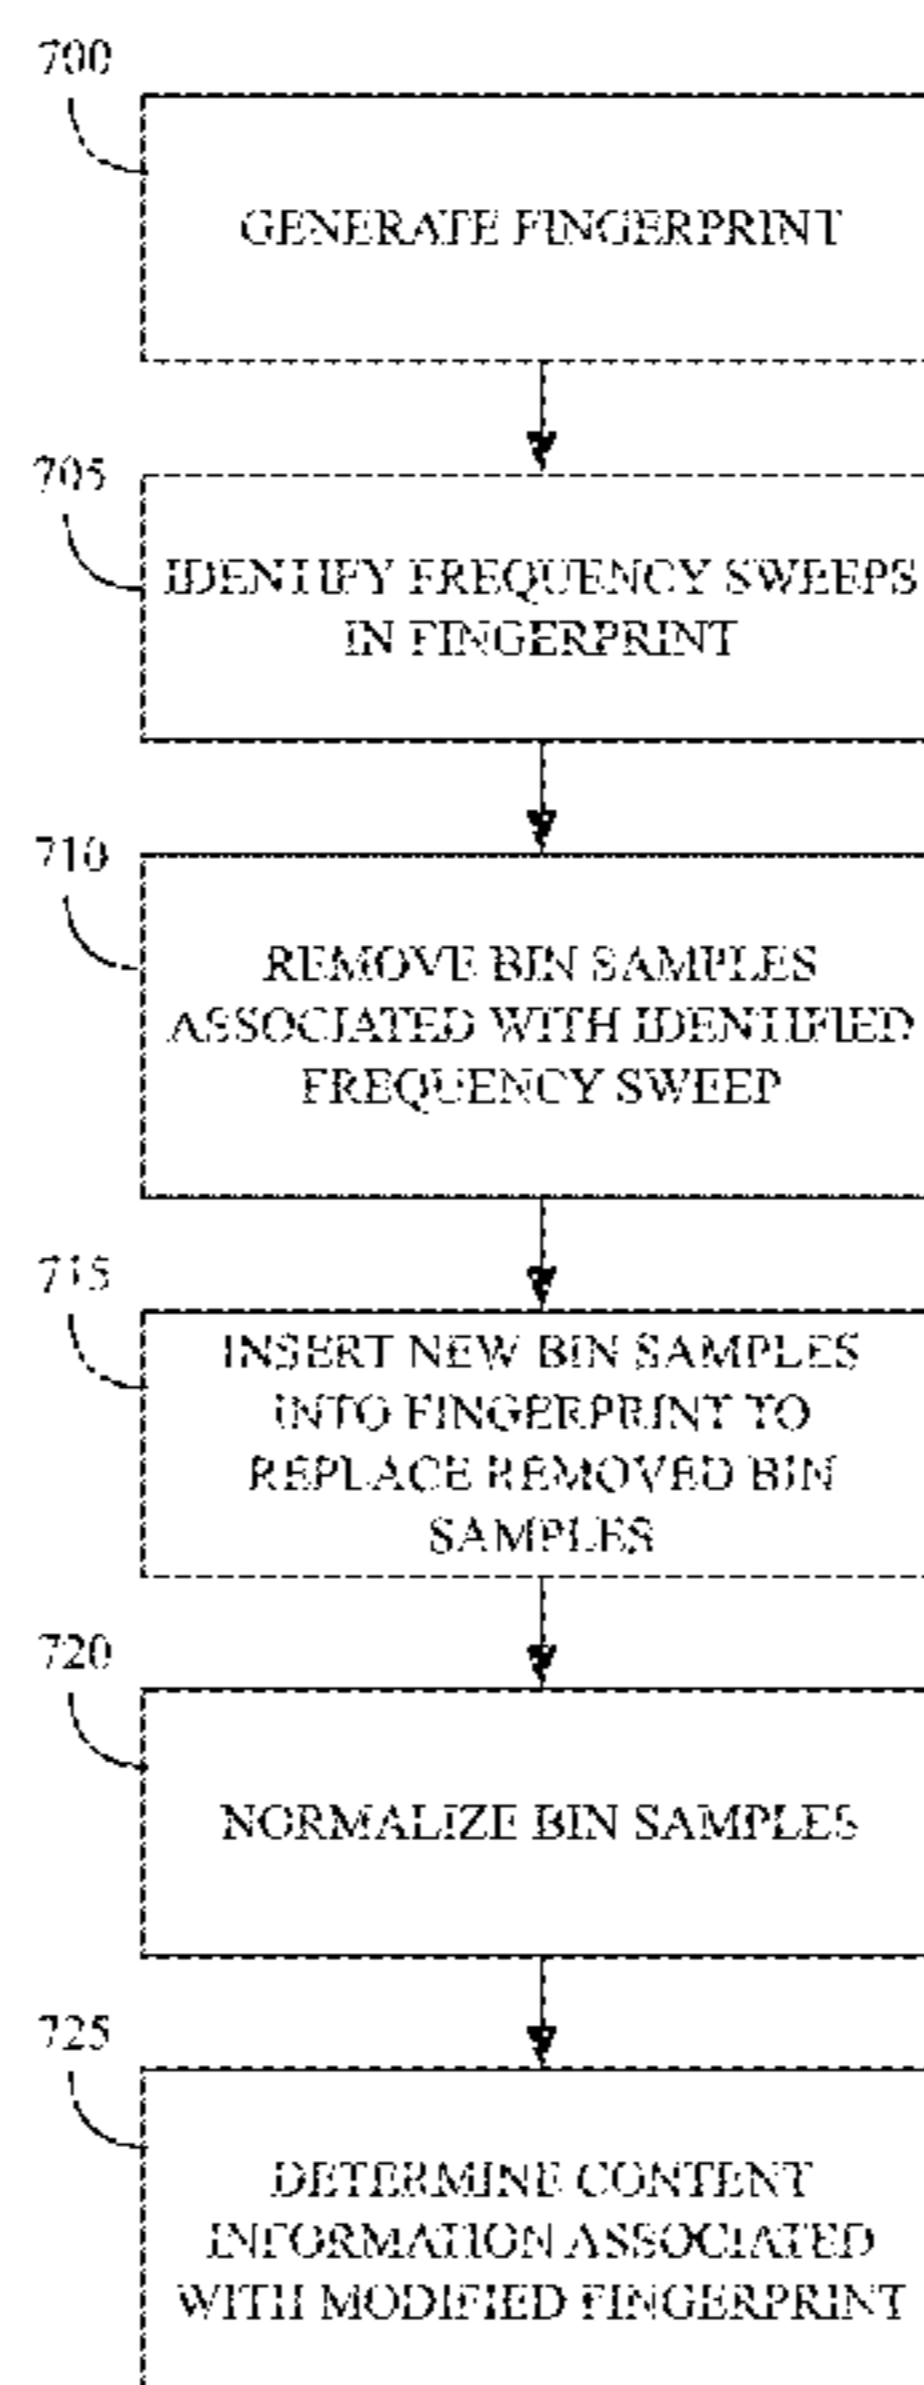 700
GENERATE FINGERPRINT
705
IDENTIFY FREQUENCY SWEEPS
IN FINGERPRINT
710
REMOVE BIN SAMPLES
ASSOCIATED WITH IDENTIFIED
FREQUENCY SWEEP
715
INSERT NEW BIN SAMPLES
INTO FINGERPRINT TO
REPLACE REMOVED BIN
SAMPLES
720
NORMALIZE BIN SAMPLES
725
DETERMINE CONTENT
INFORMATION ASSOCIATED
WITH MODIFIED FINGERPRINT